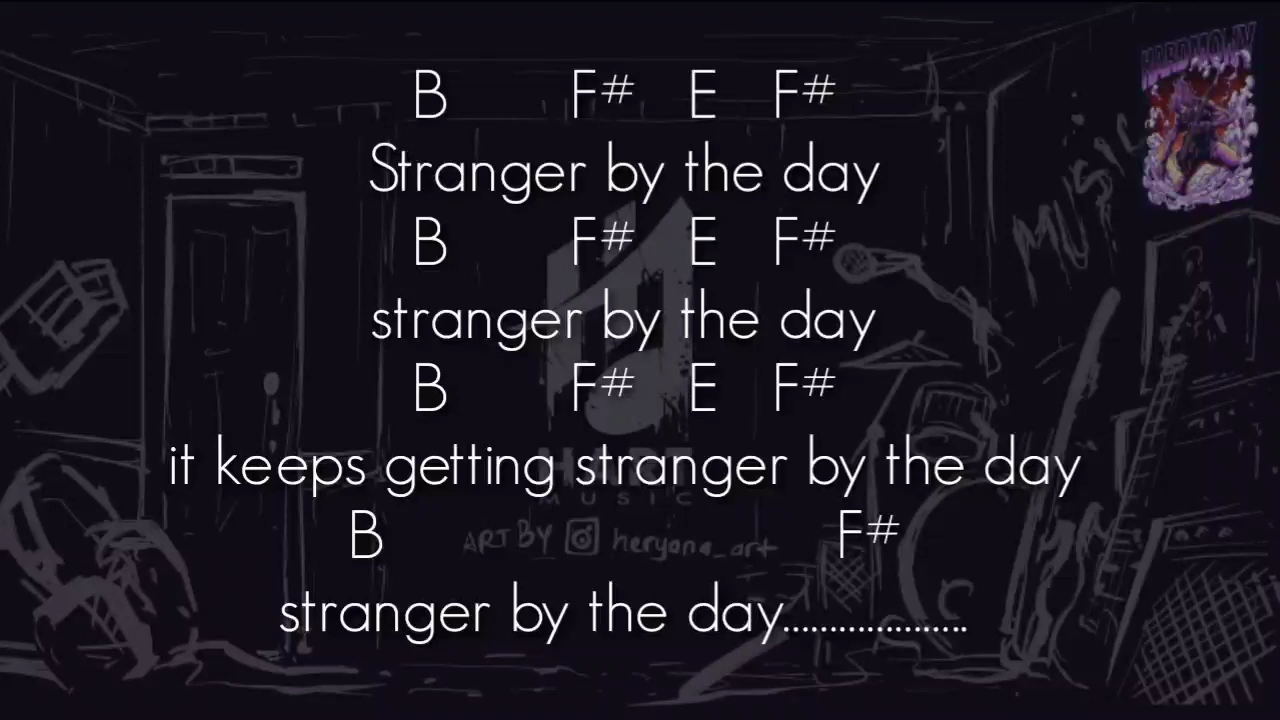 B F# E F#
Stranger by the day
B F# E F#
stranger by the day
B F# E F#
it keeps getting stranger by the day
B F#
stranger by the day...................
MUSIC
MUSIC
ART BY heryana_art